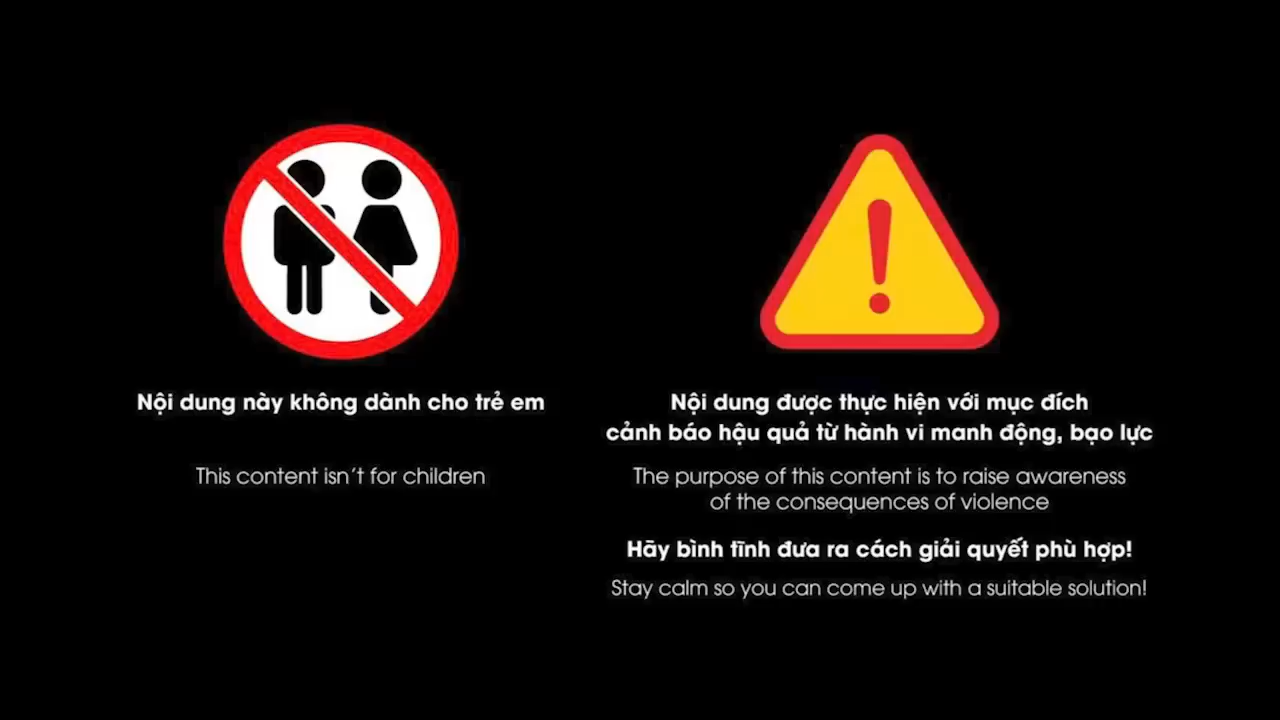 Nội dung này không dành cho trẻ em
This content isn't for children
Nội dung được thực hiện với mục đích
cảnh báo hậu quả từ hành vi manh động, bạo lực
The purpose of this content is to raise awareness
of the consequences of violence
Hãy bình tĩnh đưa ra cách giải quyết phù hợp!
Stay calm so you can come up with a suitable solution!